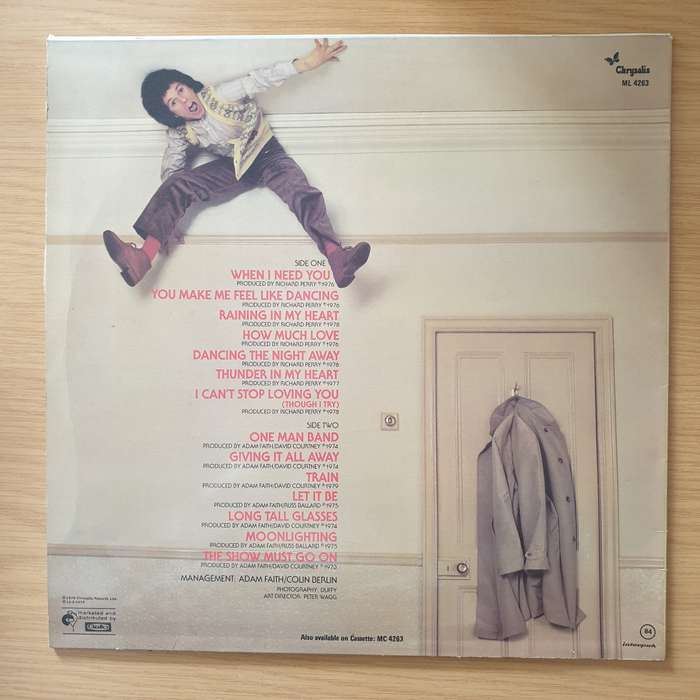 Chrysalis
ML 4263
SIDE ONE
WHEN I NEED YOU
PRODUCED BY RICHARD PERRY ℗1976
YOU MAKE ME FEEL LIKE DANCING
PRODUCED BY RICHARD PERRY ℗1976
RAINING IN MY HEART
PRODUCED BY RICHARD PERRY ℗1978
HOW MUCH LOVE
PRODUCED BY RICHARD PERRY ℗1976
DANCING THE NIGHT AWAY
PRODUCED BY RICHARD PERRY ℗1976
THUNDER IN MY HEART
PRODUCED BY RICHARD PERRY ℗1977
I CAN'T STOP LOVING YOU
(THOUGH I TRY)
PRODUCED BY RICHARD PERRY ℗1978
SIDE TWO
ONE MAN BAND
PRODUCED BY ADAM FAITH/DAVID COURTNEY ℗1974
GIVING IT ALL AWAY
PRODUCED BY ADAM FAITH/DAVID COURTNEY ℗1974
TRAIN
PRODUCED BY ADAM FAITH/DAVID COURTNEY ℗1979
LET IT BE
PRODUCED BY ADAM FAITH/RUSS BALLARD ℗1975
LONG TALL GLASSES
PRODUCED BY ADAM FAITH/DAVID COURTNEY ℗1974
MOONLIGHTING
PRODUCED BY ADAM FAITH/RUSS BALLARD ℗1975
THE SHOW MUST GO ON
PRODUCED BY ADAM FAITH/DAVID COURTNEY ℗1973
MANAGEMENT: ADAM FAITH/COLIN BERLIN
PHOTOGRAPHY: DUFFY
ART DIRECTOR: PETER WAGG
© 1979 Chrysalis Records Ltd.
marketed and
distributed by
Also available on Cassette: MC 4263
84
interpak